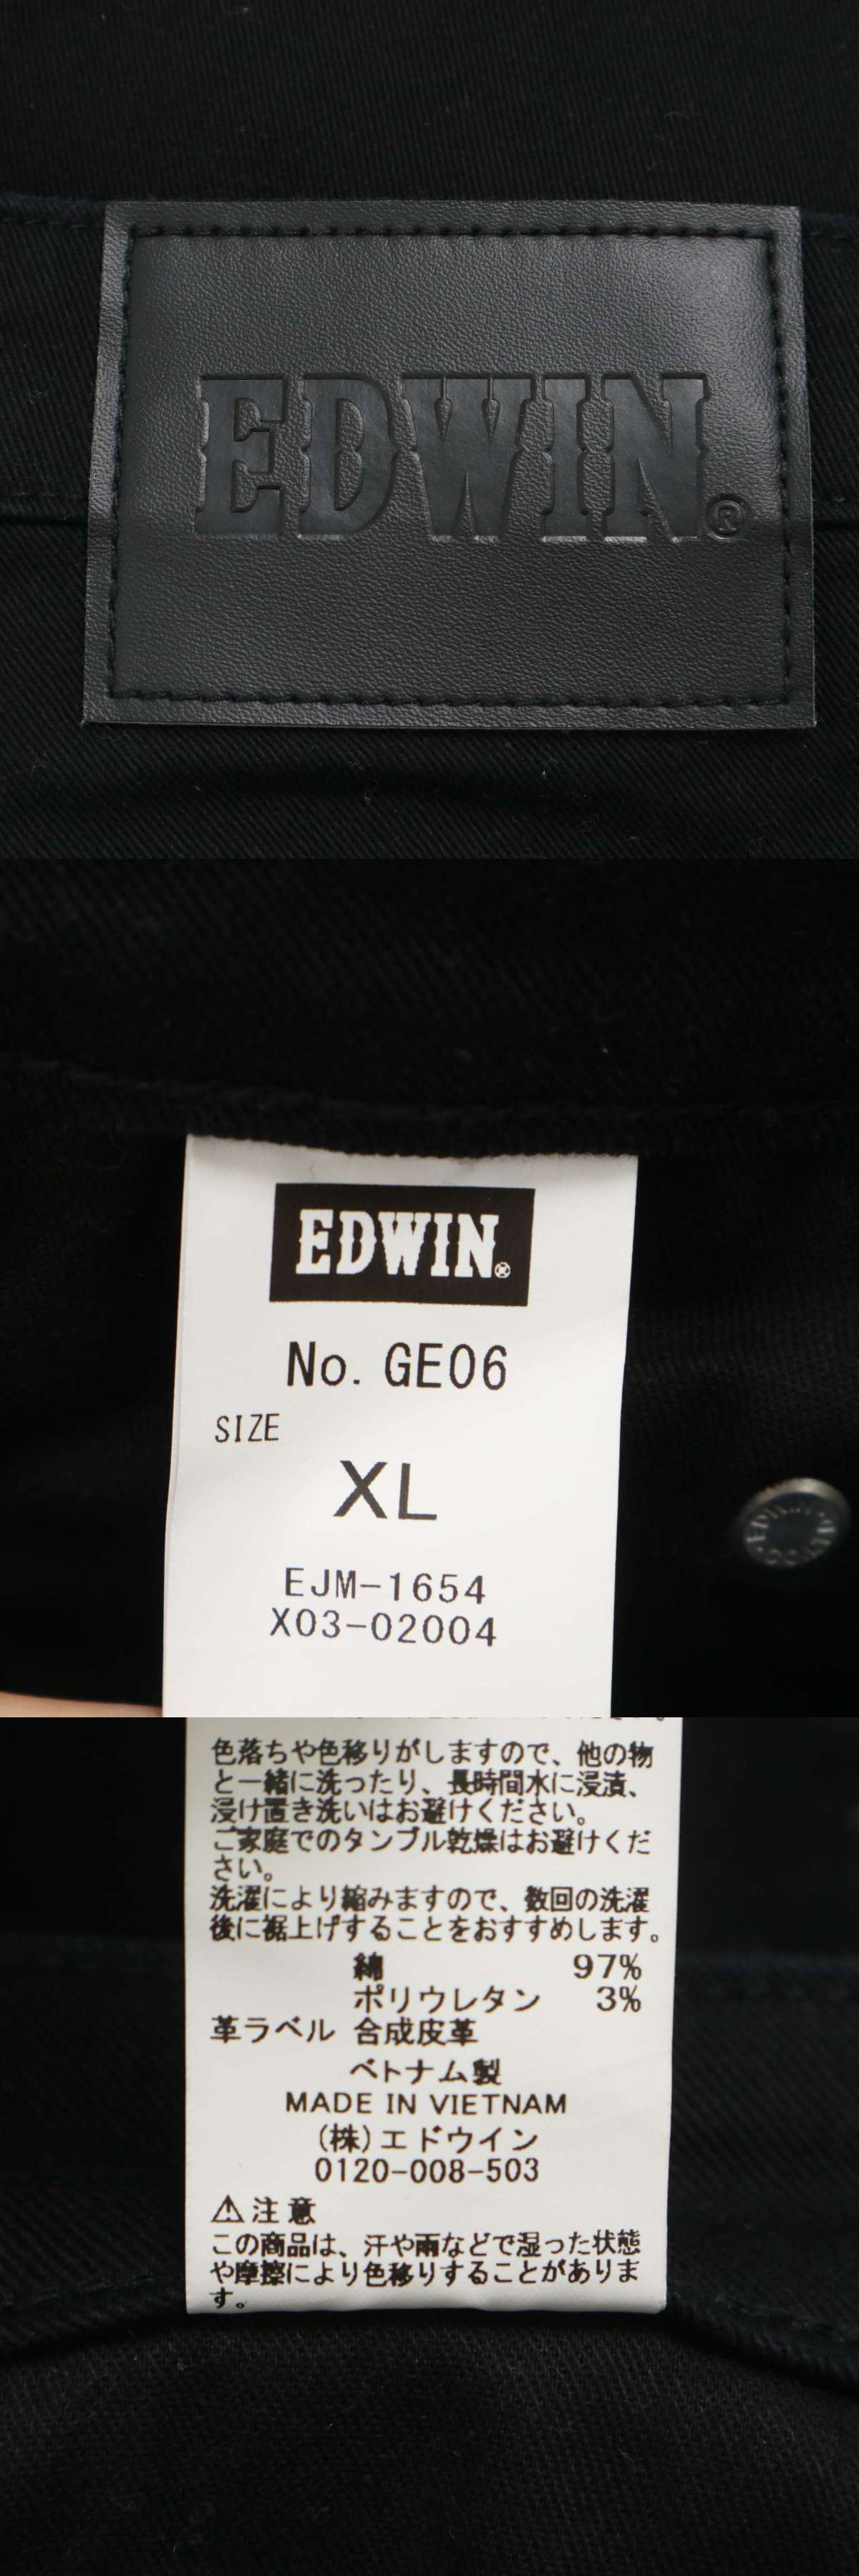 EDWIN®
EDWIN®
No. GE06
SIZE
XL
EJM-1654
X03-02004
EDWIN
色落ちや色移りがしますので、他の物
と一緒に洗ったり、長時間水に浸漬、
浸け置き洗いはお避けください。
ご家庭でのタンブル乾燥はお避けくだ
さい。
洗濯により縮みますので、数回の洗濯
後に裾上げすることをおすすめします。
綿 97%
ポリウレタン 3%
革ラベル 合成皮革
ベトナム製
MADE IN VIETNAM
(株)エドウイン
0120-008-503
⚠注意
この商品は、汗や雨などで湿った状態
や摩擦により色移りすることがありま
す。